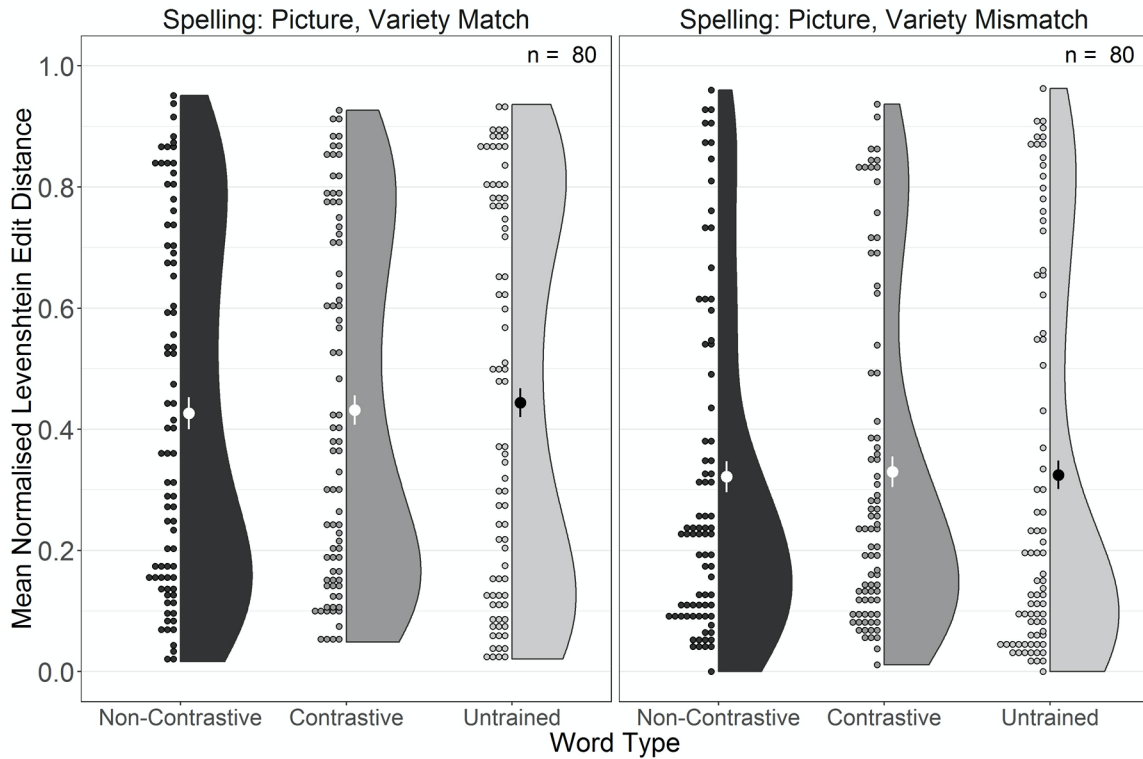 Spelling: Picture, Variety Match
Spelling: Picture, Variety Mismatch
n = 80
n = 80
Mean Normalised Levenshtein Edit Distance
1.0
0.8
0.6
0.4
0.2
0.0
Non-Contrastive Contrastive Untrained
Non-Contrastive Contrastive Untrained
Word Type